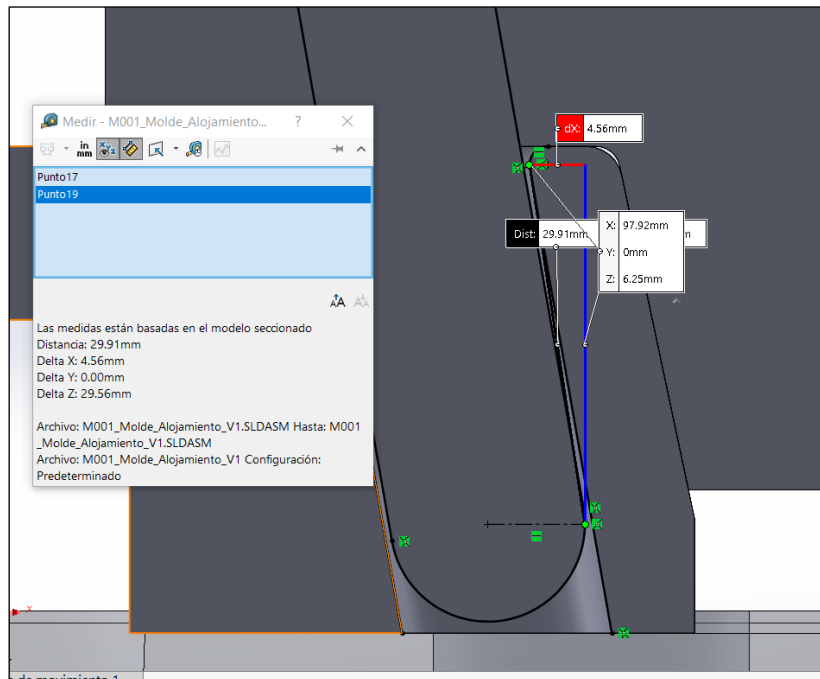 Medir - M001_Molde_Alojamiento...
in
mm
Punto17
Punto19
Las medidas están basadas en el modelo seccionado
Distancia: 29.91mm
Delta X: 4.56mm
Delta Y: 0.00mm
Delta Z: 29.56mm
Archivo: M001_Molde_Alojamiento_V1.SLDASM Hasta: M001
_Molde_Alojamiento_V1.SLDASM
Archivo: M001_Molde_Alojamiento_V1 Configuración:
Predeterminado
dX: 4.56mm
Dist: 29.91mm
X: 97.92mm
Y: 0mm
Z: 6.25mm
x
de movimiento 1